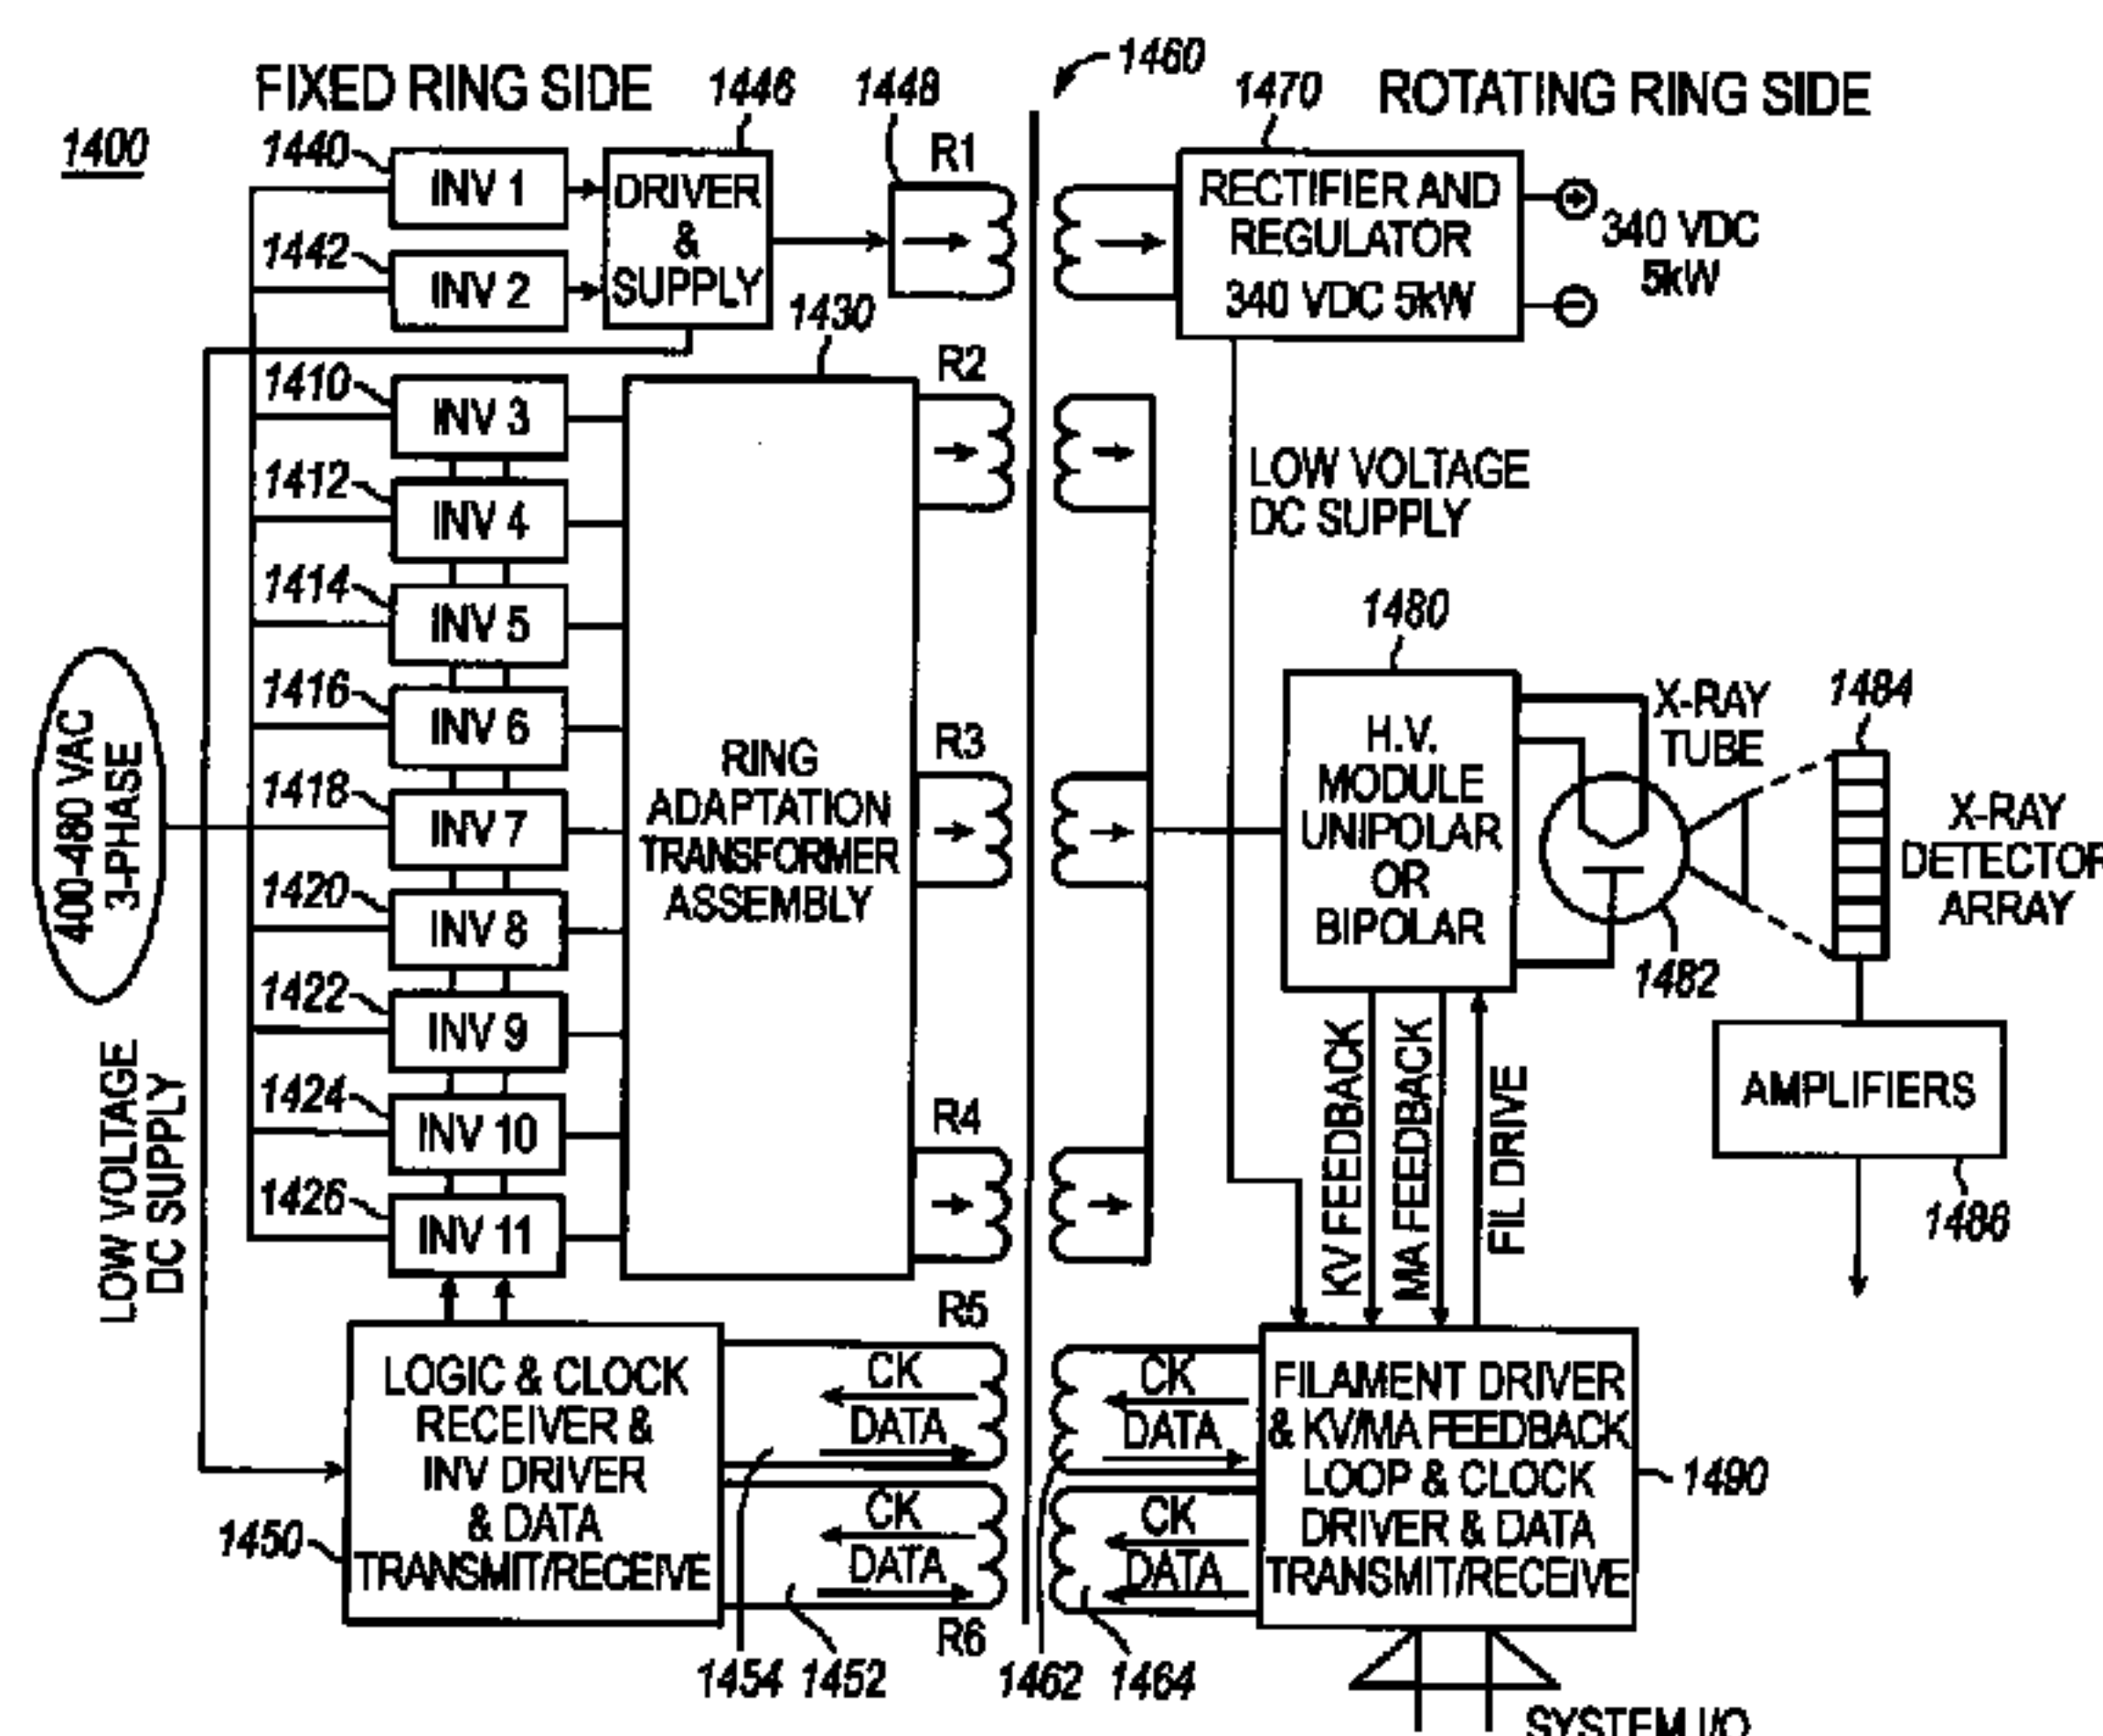 FIXED RING SIDE
1446
1448
1460
1470
ROTATING RING SIDE
1400
1440
INV 1
DRIVER
&
SUPPLY
R1
RECTIFIER AND
REGULATOR
340 VDC 5kW
340 VDC
5kW
1442
INV 2
1430
1410
INV 3
R2
1412
INV 4
LOW VOLTAGE
DC SUPPLY
1414
INV 5
1416
INV 6
1418
INV 7
1420
INV 8
1422
INV 9
1424
INV 10
1426
INV 11
400-480 VAC
3-PHASE
RING
ADAPTATION
TRANSFORMER
ASSEMBLY
R3
R4
1480
H.V.
MODULE
UNIPOLAR
OR
BIPOLAR
X-RAY
TUBE
1482
1484
X-RAY
DETECTOR
ARRAY
AMPLIFIERS
1486
LOW VOLTAGE
DC SUPPLY
KV FEEDBACK
MA FEEDBACK
FIL DRIVE
LOGIC & CLOCK
RECEIVER &
INV DRIVER
& DATA
TRANSMIT/RECEIVE
1450
R5
CK
DATA
CK
DATA
R6
CK
DATA
CK
DATA
FILAMENT DRIVER
& KV/MA FEEDBACK
LOOP & CLOCK
DRIVER & DATA
TRANSMIT/RECEIVE
1490
1454
1452
1462
1464
SYSTEM I/O